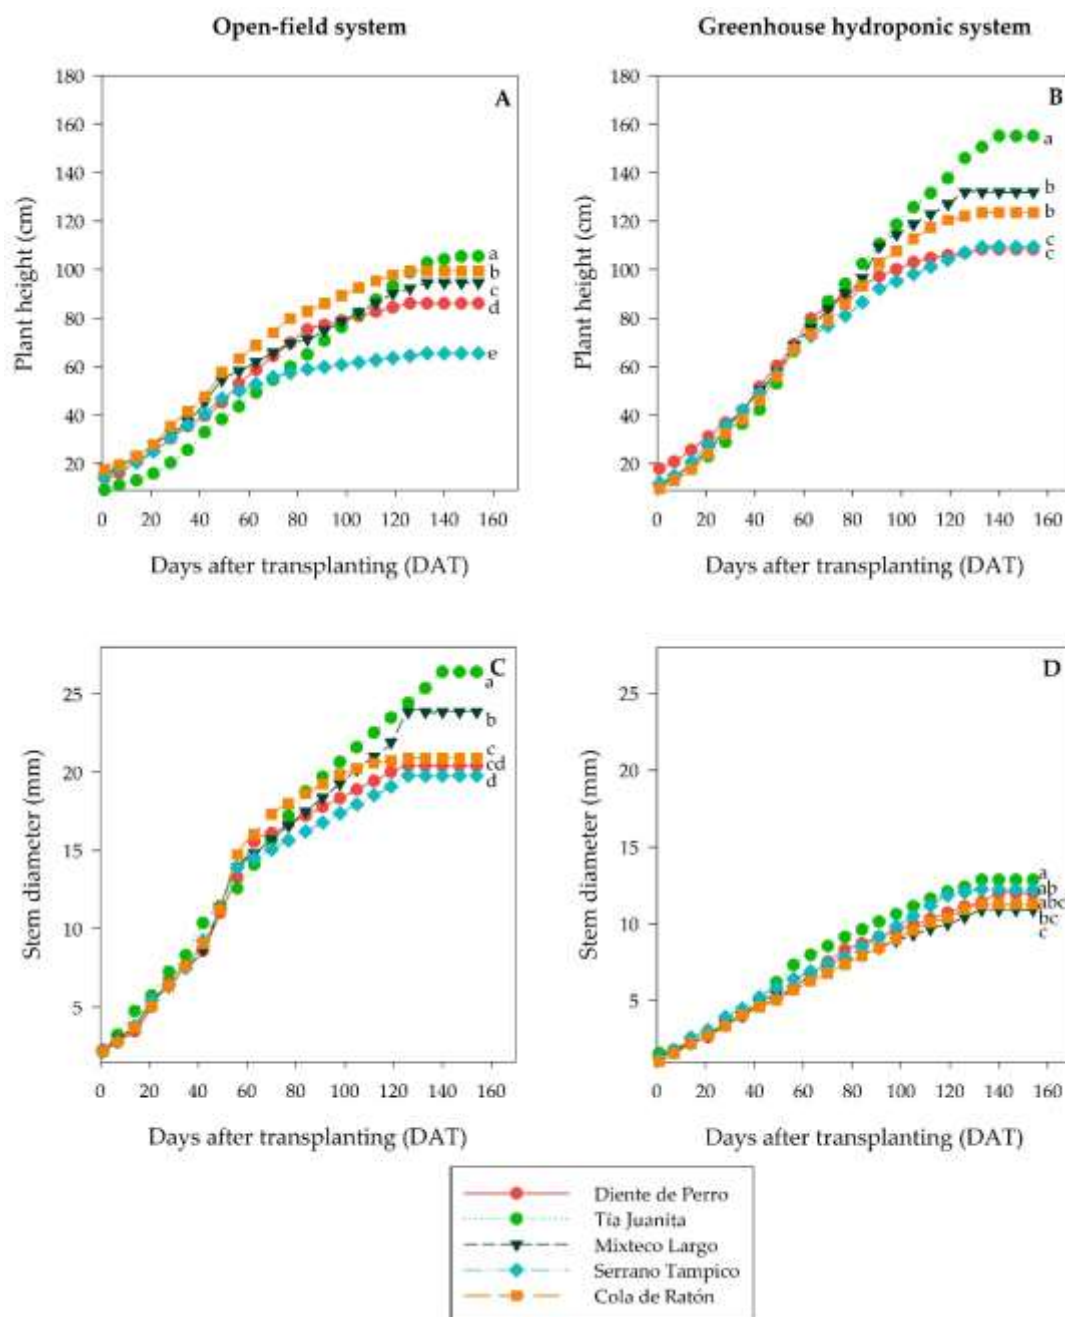 Open-field system
Greenhouse hydroponic system
A
180
160
140
120
100
80
60
40
20
Plant height (cm)
a
b
c
d
e
0 20 40 60 80 100 120 140 160
Days after transplanting (DAT)
B
180
160
140
120
100
80
60
40
20
Plant height (cm)
a
b
b
c
c
0 20 40 60 80 100 120 140 160
Days after transplanting (DAT)
C
25
20
15
10
5
Stem diameter (mm)
a
b
c
cd
d
0 20 40 60 80 100 120 140 160
Days after transplanting (DAT)
D
25
20
15
10
5
Stem diameter (mm)
a
ab
abc
bc
c
0 20 40 60 80 100 120 140 160
Days after transplanting (DAT)
Diente de Perro
Tía Juanita
Mixteco Largo
Serrano Tampico
Cola de Ratón